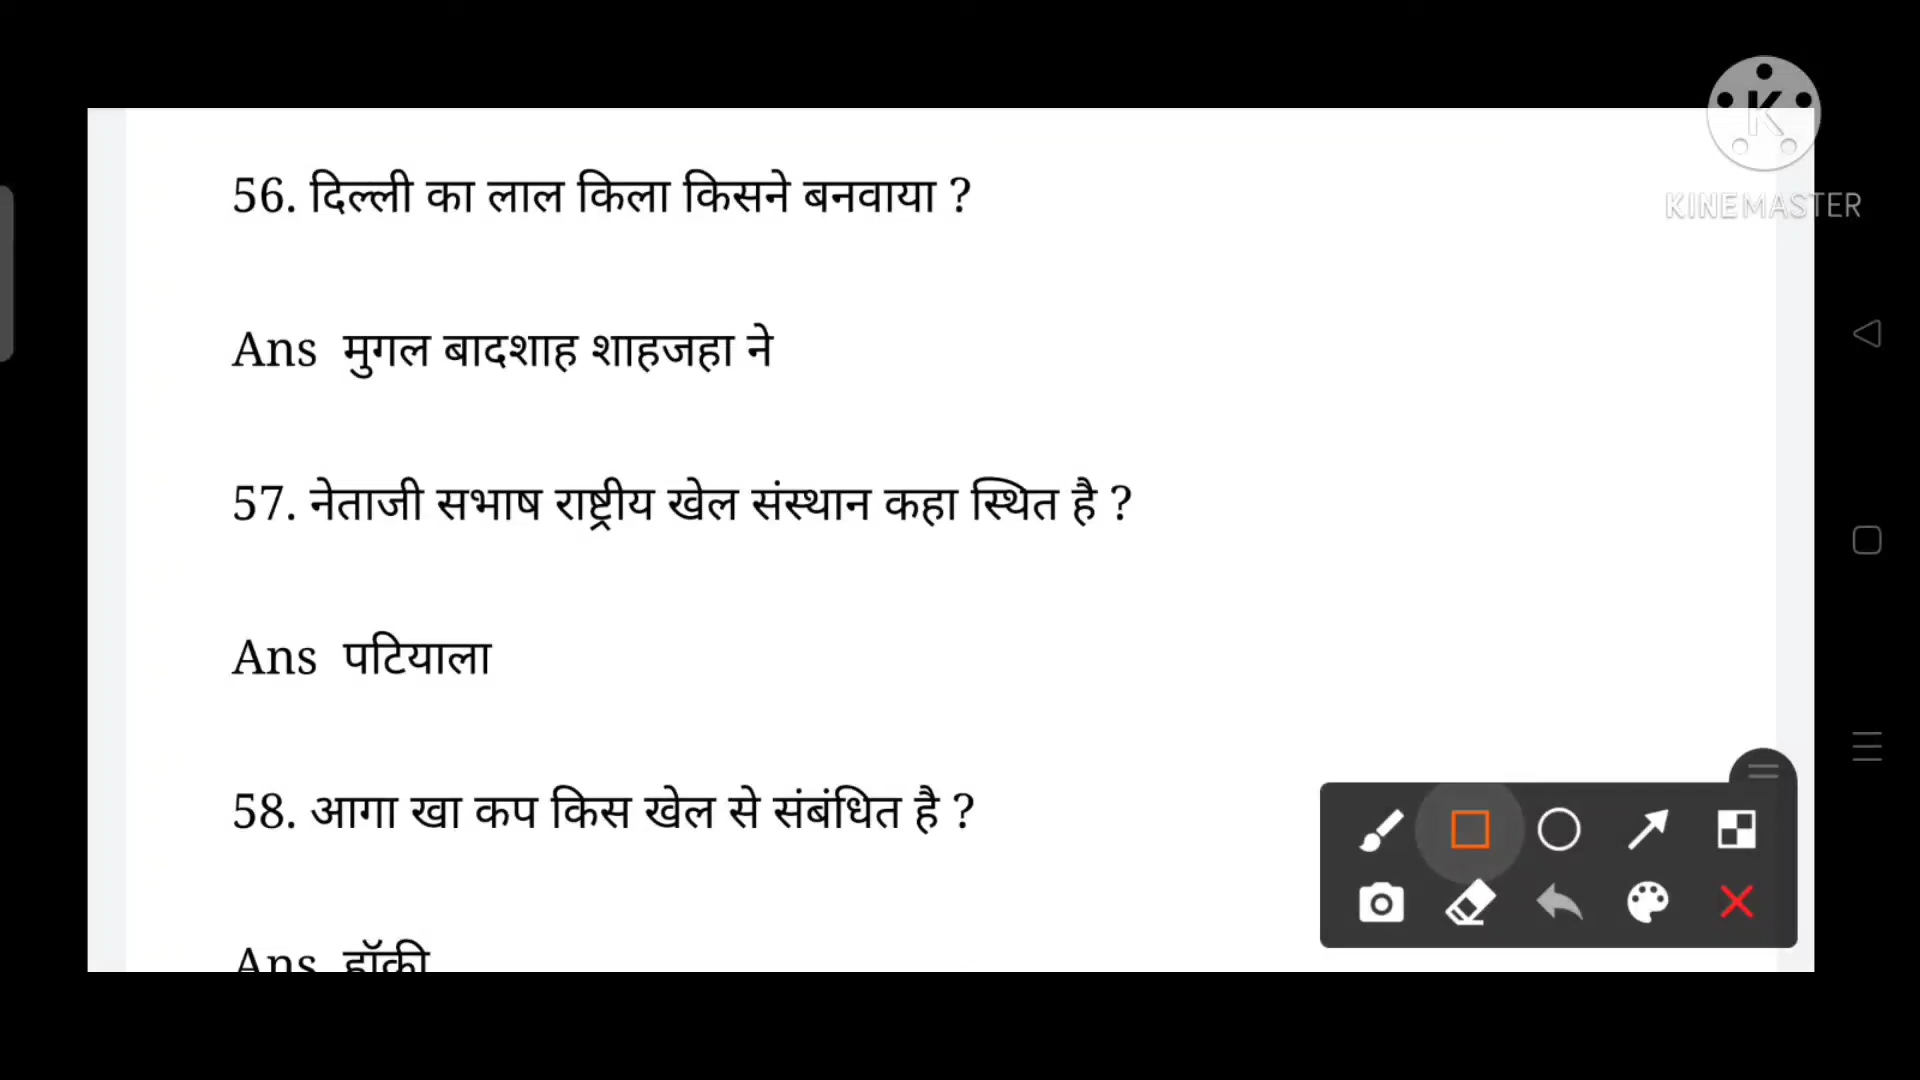 56. दिल्ली का लाल किला किसने बनवाया ?
Ans मुगल बादशाह शाहजहा ने
57. नेताजी सभाष राष्ट्रीय खेल संस्थान कहा स्थित है ?
Ans पटियाला
58. आगा खा कप किस खेल से संबंधित है ?
Ans हॉकी
K
KINEMASTER